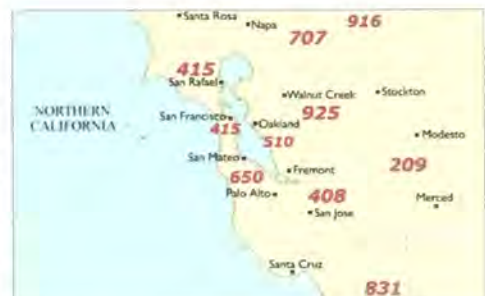 Santa Rosa
Napa
916
707
415
San Rafael
Walnut Creek
Stockton
925
NORTHERN
CALIFORNIA
San Francisco
Oakland
415
510
Modesto
San Mateo
Fremont
209
650
Palo Alto
408
Merced
San Jose
Santa Cruz
831